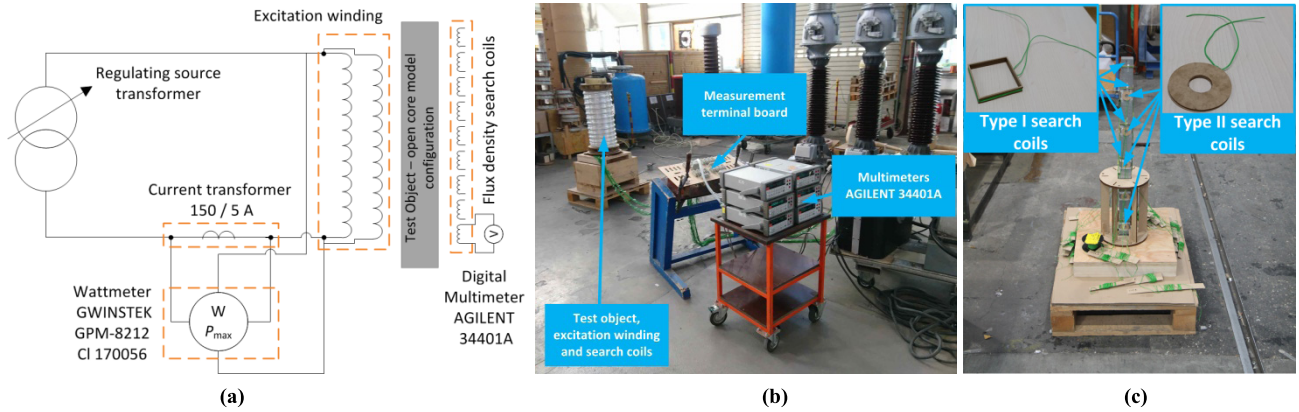 Excitation winding
Regulating source
transformer
Current transformer
150 / 5 A
Test Object – open core model
configuration
Flux density search coils
V
Wattmeter
GWINSTEK
GPM-8212
Cl 170056
W
Pmax
Digital
Multimeter
AGILENT
34401A
(a)
Measurement
terminal board
Multimeters
AGILENT 34401A
Test object,
excitation winding
and search coils
(b)
Type I search
coils
Type II search
coils
(c)